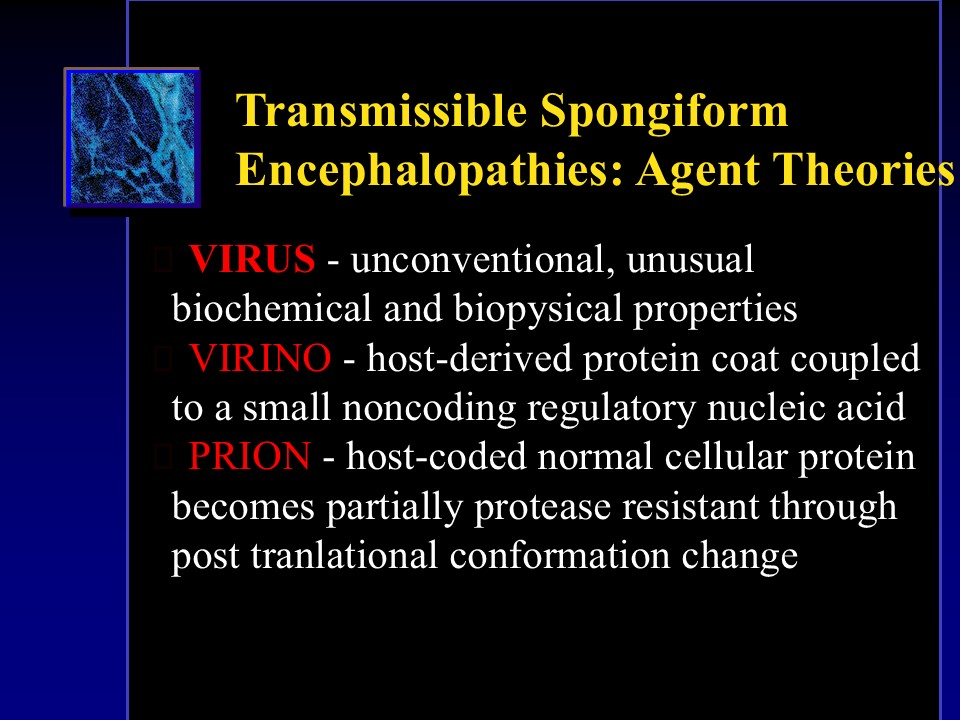 Transmissible Spongiform
Encephalopathies: Agent Theories
VIRUS - unconventional, unusual
biochemical and biopysical properties
VIRINO - host-derived protein coat coupled
to a small noncoding regulatory nucleic acid
PRION - host-coded normal cellular protein
becomes partially protease resistant through
post tranlational conformation change